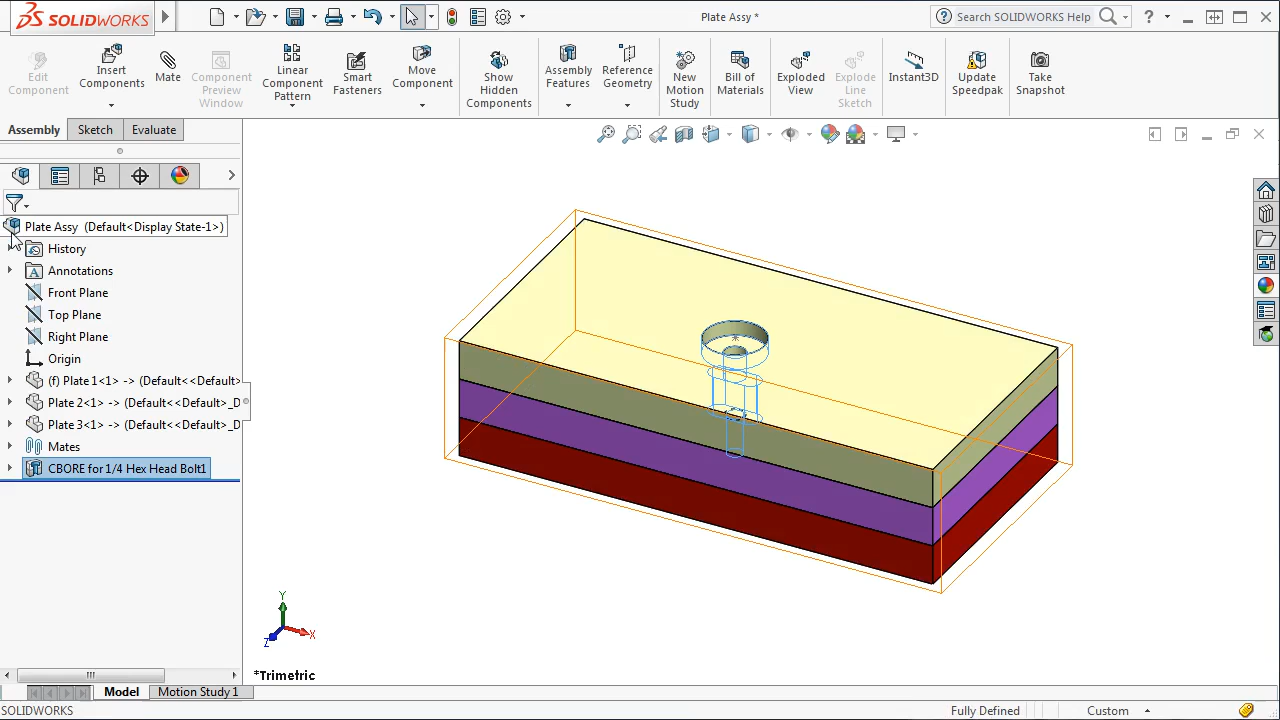 SOLIDWORKS
Plate Assy *
Search SOLIDWORKS Help
?
Edit
Component
Insert
Components
Mate
Component
Preview
Window
Linear
Component
Pattern
Smart
Fasteners
Move
Component
Show
Hidden
Components
Assembly
Features
Reference
Geometry
New
Motion
Study
Bill of
Materials
Exploded
View
Explode
Line
Sketch
Instant3D
Update
Speedpak
Take
Snapshot
Assembly
Sketch
Evaluate
Plate Assy (Default<Display State-1>)
History
Annotations
Front Plane
Top Plane
Right Plane
Origin
(f) Plate 1<1> -> (Default<<Default>
Plate 2<1> -> (Default<<Default>_D
Plate 3<1> -> (Default<<Default>_D
Mates
CBORE for 1/4 Hex Head Bolt1
Y
X
Z
*Trimetric
Model
Motion Study 1
SOLIDWORKS
Fully Defined
Custom